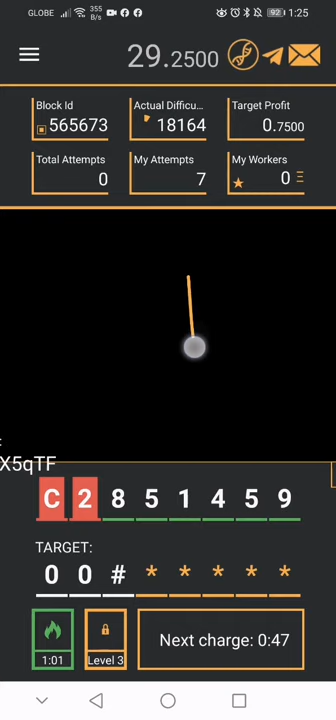 GLOBE 355 B/s 92 1:25
29.2500
Block Id Actual Difficu... Target Profit
565673 18164 0.7500
Total Attempts My Attempts My Workers
0 7 0
:
X5qTF
C 2 8 5 1 4 5 9
TARGET:
0 0 # * * * * *
1:01 Level 3 Next charge: 0:47